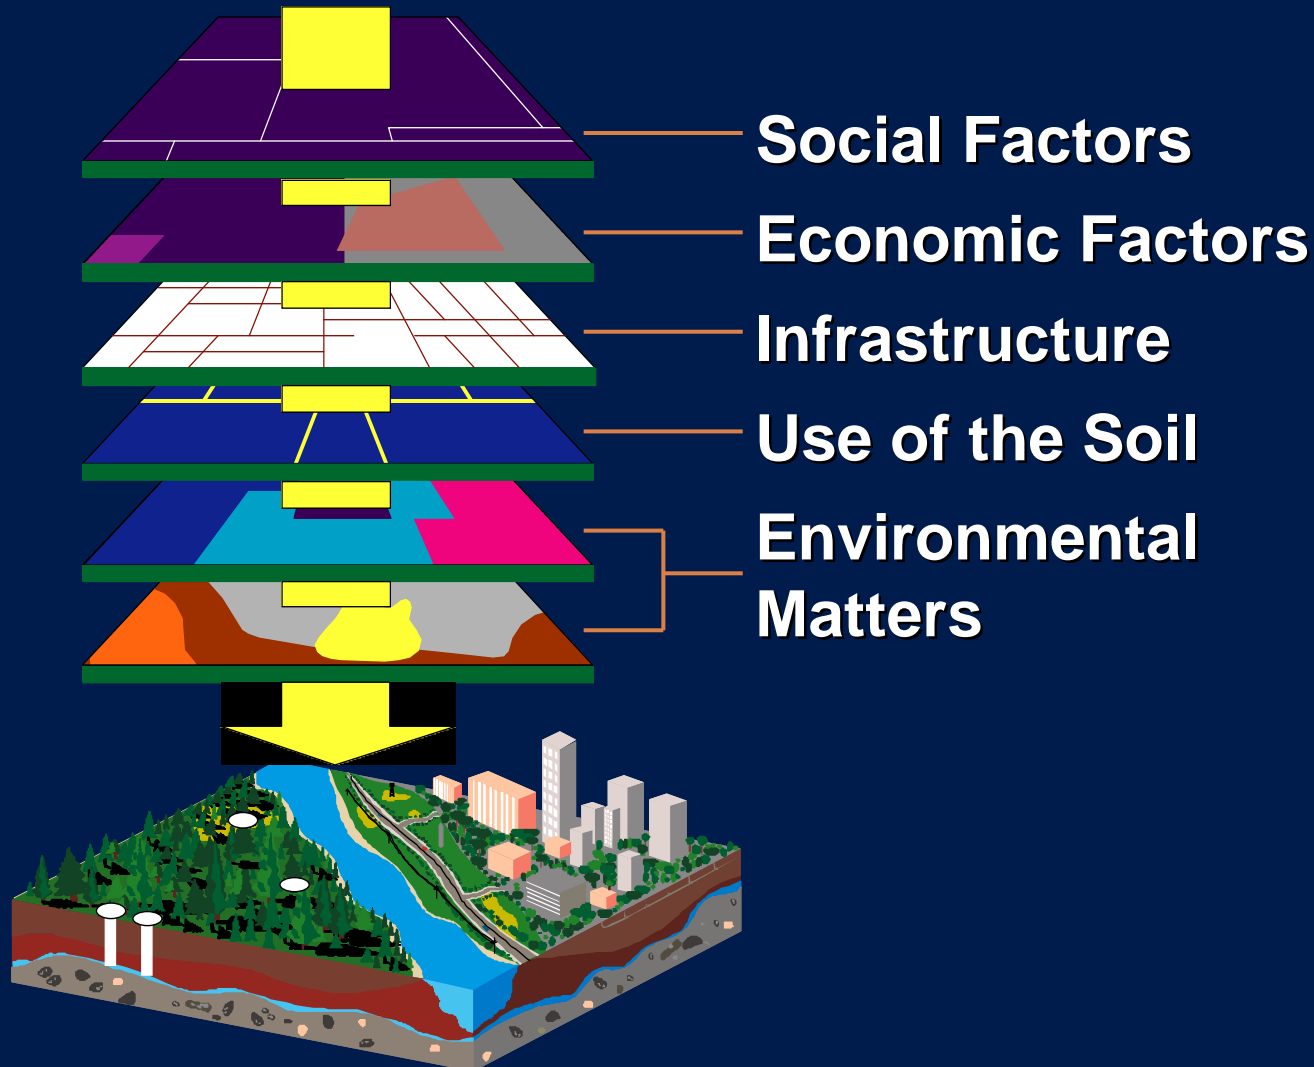 Social Factors
Economic Factors
Infrastructure
Use of the Soil
Environmental
Matters